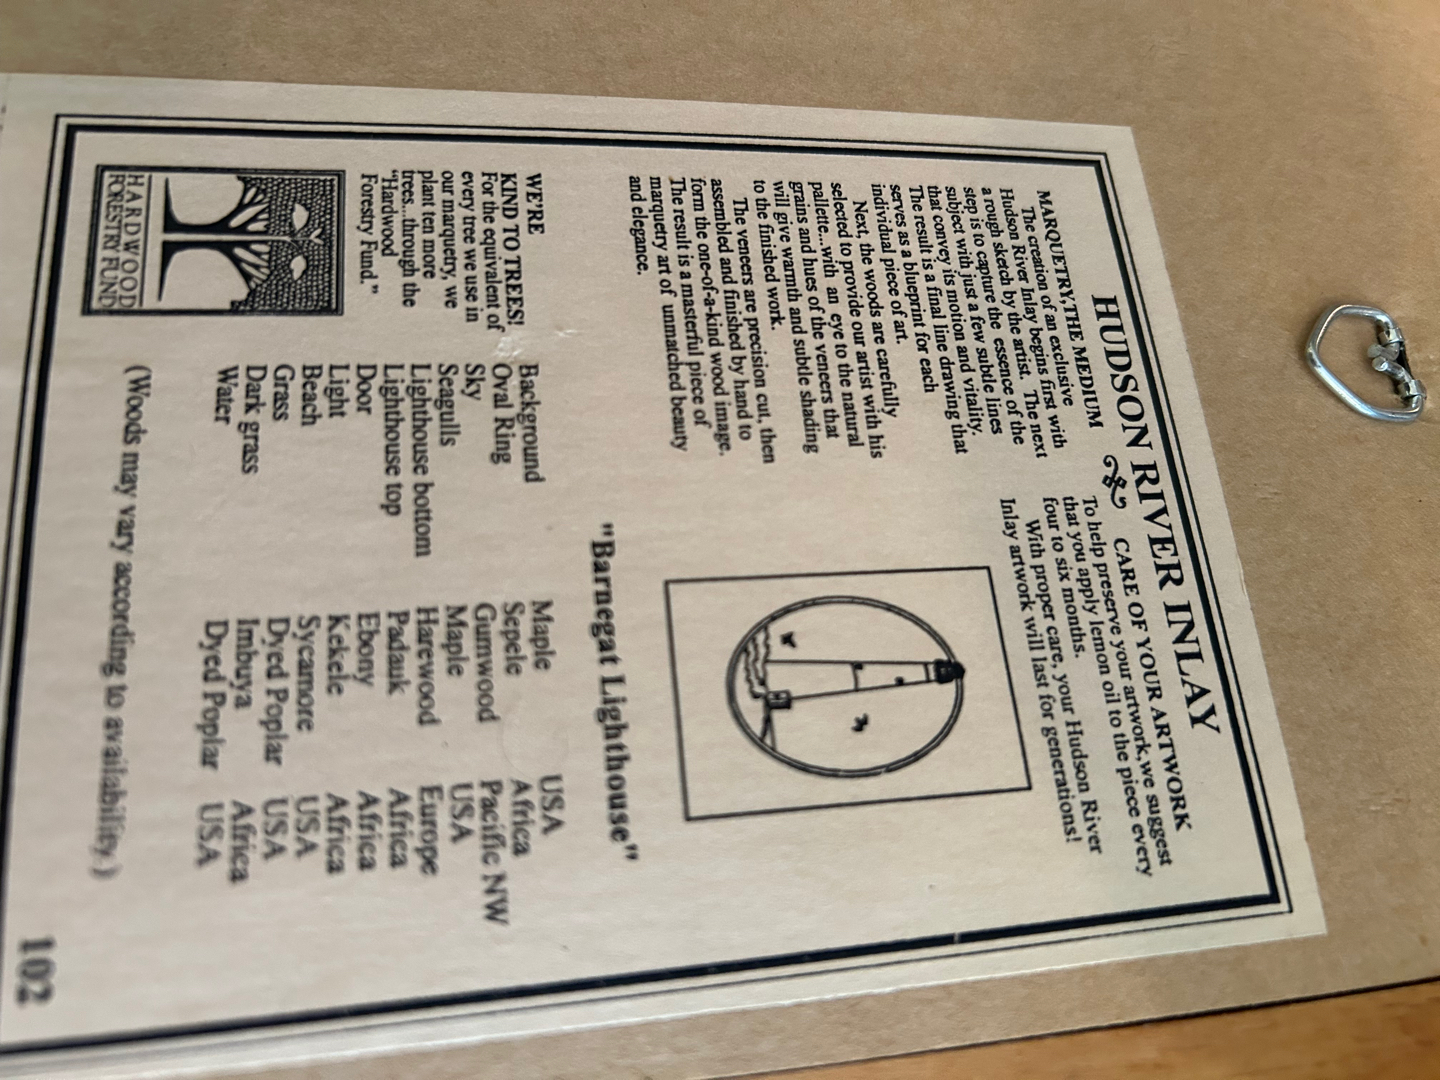 HUDSON RIVER INLAY
MARQUETRY,THE MEDIUM
The creation of an exclusive
Hudson River Inlay begins first with
a rough sketch by the artist. The next
step is to capture the essence of the
subject with just a few subtle lines
that convey its motion and vitality.
The result is a final line drawing that
serves as a blueprint for each
individual piece of art.
Next, the woods are carefully
selected to provide our artist with his
pallette...with an eye to the natural
grains and hues of the veneers that
will give warmth and subtle shading
to the finished work.
The veneers are precision cut, then
assembled and finished by hand to
form the one-of-a-kind wood image.
The result is a masterful piece of
marquetry art of unmatched beauty
and elegance.
CARE OF YOUR ARTWORK
To help preserve your artwork,we suggest
that you apply lemon oil to the piece every
four to six months.
With proper care, your Hudson River
Inlay artwork will last for generations!
"Barnegat Lighthouse"
WE'RE
KIND TO TREES!
For the equivalent of
every tree we use in
our marquetry, we
plant ten more
trees...through the
"Hardwood
Forestry Fund."
HARDWOOD
FORESTRY FUND
Background Maple USA
Oval Ring Sepele Africa
Sky Gumwood Pacific NW
Seagulls Maple USA
Lighthouse bottom Harewood Europe
Lighthouse top Padauk Africa
Door Ebony Africa
Light Kekele Africa
Beach Sycamore USA
Grass Dyed Poplar USA
Dark grass Imbuya Africa
Water Dyed Poplar USA
(Woods may vary according to availability.)
102